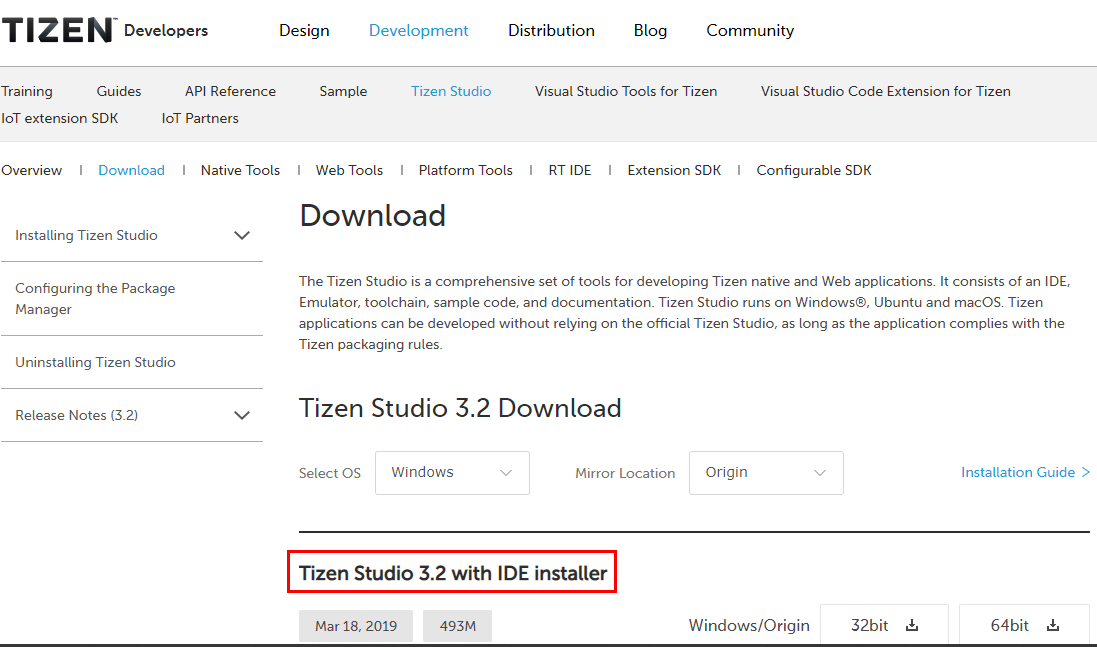 TIZEN™ Developers Design Development Distribution Blog Community
Training Guides API Reference Sample Tizen Studio Visual Studio Tools for Tizen Visual Studio Code Extension for Tizen
IoT extension SDK IoT Partners
Overview | Download | Native Tools | Web Tools | Platform Tools | RT IDE | Extension SDK | Configurable SDK
Installing Tizen Studio
Configuring the Package
Manager
Uninstalling Tizen Studio
Release Notes (3.2)
Download
The Tizen Studio is a comprehensive set of tools for developing Tizen native and Web applications. It consists of an IDE,
Emulator, toolchain, sample code, and documentation. Tizen Studio runs on Windows®, Ubuntu and macOS. Tizen
applications can be developed without relying on the official Tizen Studio, as long as the application complies with the
Tizen packaging rules.
Tizen Studio 3.2 Download
Select OS Windows Mirror Location Origin Installation Guide >
Tizen Studio 3.2 with IDE installer
Mar 18, 2019 493M Windows/Origin 32bit 64bit